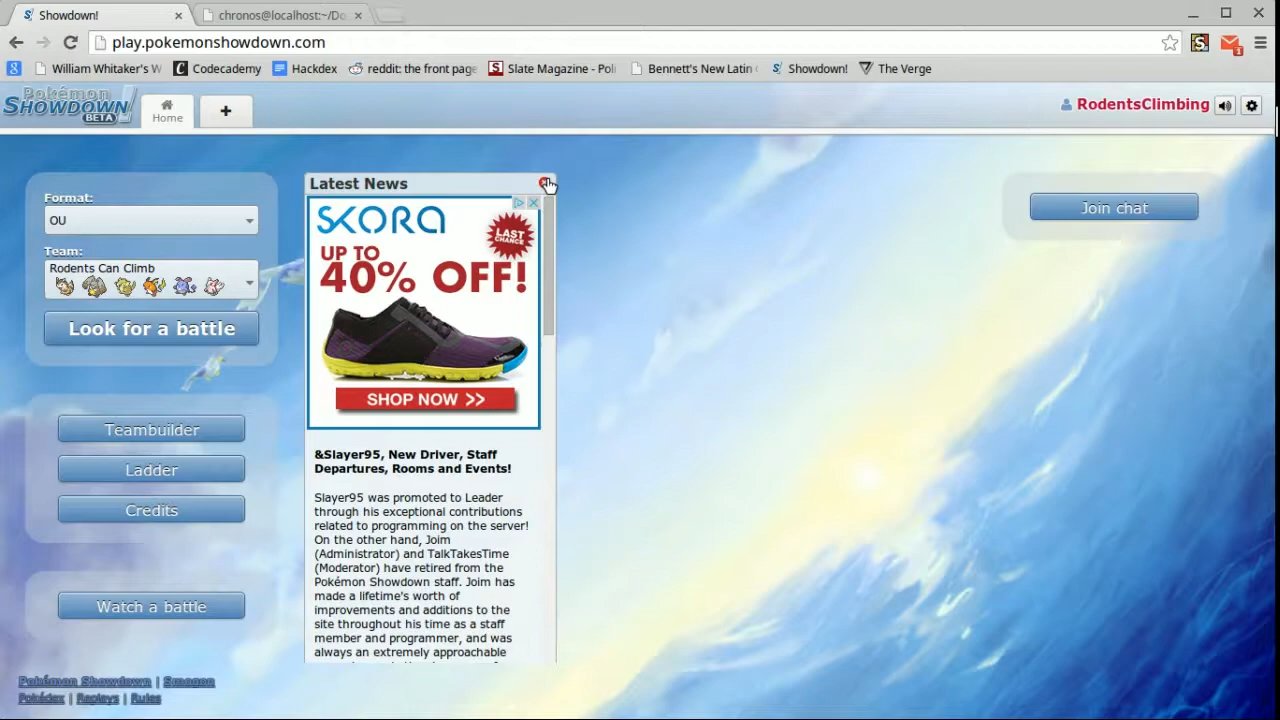 Showdown!
chronos@localhost:~/Do
play.pokemonshowdown.com
William Whitaker's W
Codecademy
Hackdex
reddit: the front page
Slate Magazine - Poli
Bennett's New Latin
Showdown!
The Verge
1
Pokémon
SHOWDOWN!
BETA
Home
+
RodentsClimbing
Format:
OU
Team:
Rodents Can Climb
Look for a battle
Teambuilder
Ladder
Credits
Watch a battle
Pokémon Showdown | Smogon
Pokédex | Replays | Rules
Latest News
SKORA
LAST
CHANCE
UP TO
40% OFF!
SHOP NOW >>
&Slayer95, New Driver, Staff
Departures, Rooms and Events!
Slayer95 was promoted to Leader
through his exceptional contributions
related to programming on the server!
On the other hand, Joim
(Administrator) and TalkTakesTime
(Moderator) have retired from the
Pokémon Showdown staff. Joim has
made a lifetime's worth of
improvements and additions to the
site throughout his time as a staff
member and programmer, and was
always an extremely approachable
Join chat